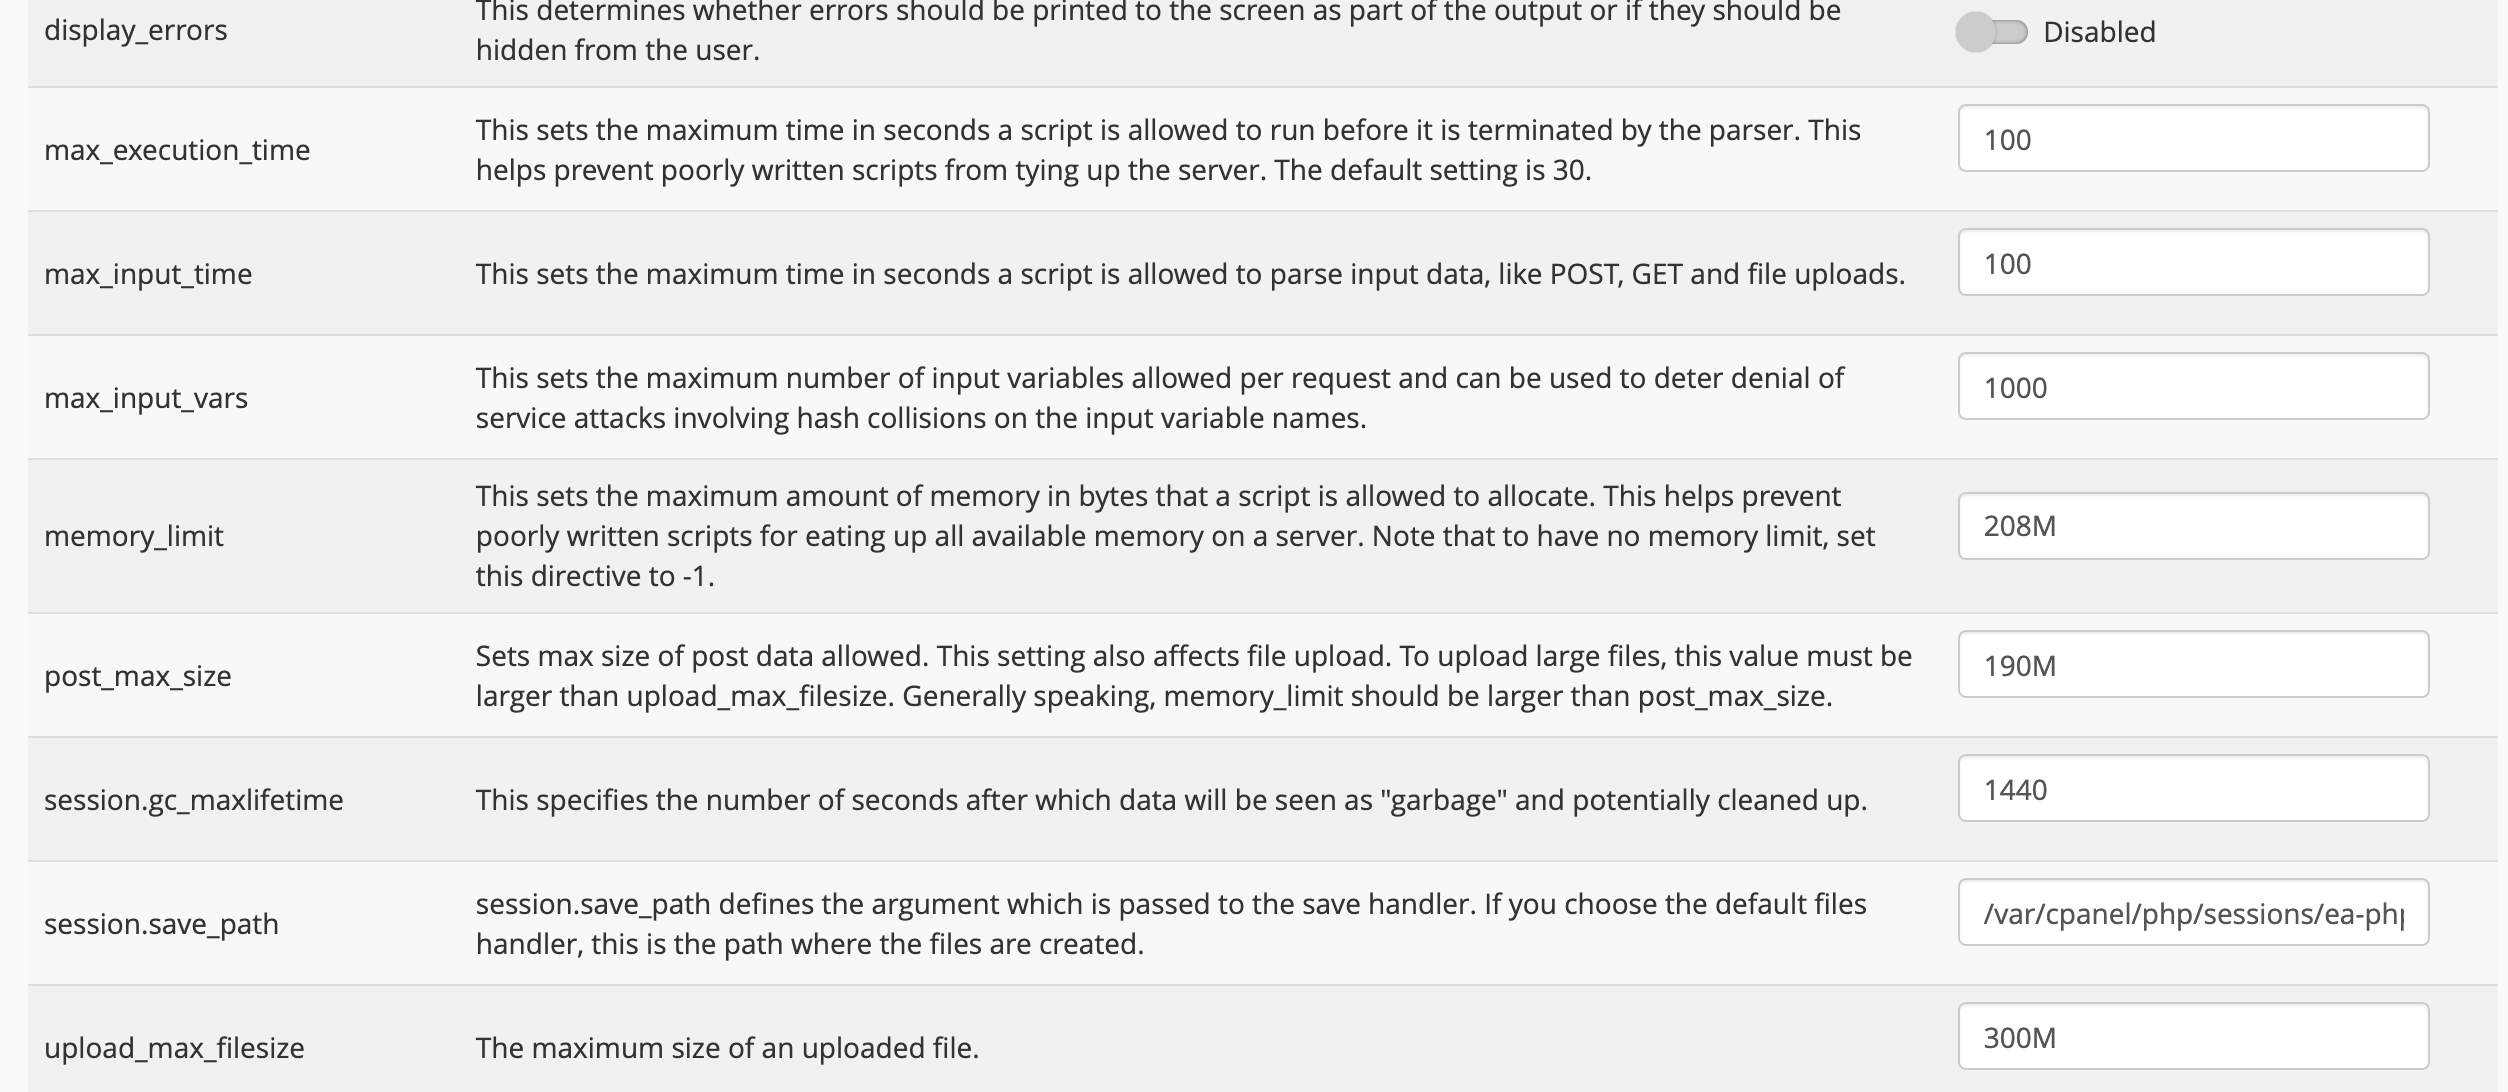 This determines whether errors should be printed to the screen as part of the output or if they should be
display_errors
hidden from the user.
Disabled
This sets the maximum time in seconds a script is allowed to run before it is terminated by the parser. This
max_execution_time
helps prevent poorly written scripts from tying up the server. The default setting is 30.
100
max_input_time
This sets the maximum time in seconds a script is allowed to parse input data, like POST, GET and file uploads.
100
This sets the maximum number of input variables allowed per request and can be used to deter denial of
max_input_vars
service attacks involving hash collisions on the input variable names.
1000
This sets the maximum amount of memory in bytes that a script is allowed to allocate. This helps prevent
memory_limit
poorly written scripts for eating up all available memory on a server. Note that to have no memory limit, set
this directive to -1.
208M
Sets max size of post data allowed. This setting also affects file upload. To upload large files, this value must be
post_max_size
larger than upload_max_filesize. Generally speaking, memory_limit should be larger than post_max_size.
190M
session.gc_maxlifetime
This specifies the number of seconds after which data will be seen as "garbage" and potentially cleaned up.
1440
session.save_path defines the argument which is passed to the save handler. If you choose the default files
session.save_path
handler, this is the path where the files are created.
/var/cpanel/php/sessions/ea-php
upload_max_filesize
The maximum size of an uploaded file.
300M